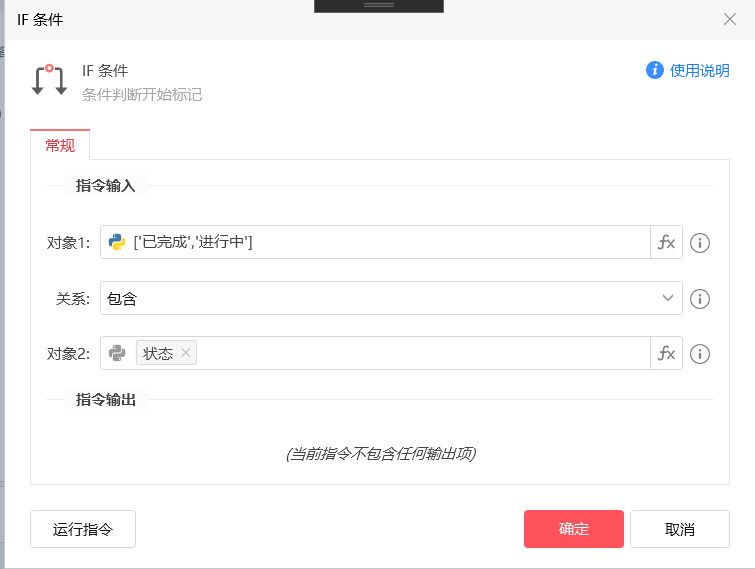 IF 条件
IF 条件
使用说明
条件判断开始标记
常规
指令输入
对象1: ['已完成','进行中'] fx
关系: 包含
对象2: 状态 fx
指令输出
(当前指令不包含任何输出项)
运行指令 确定 取消